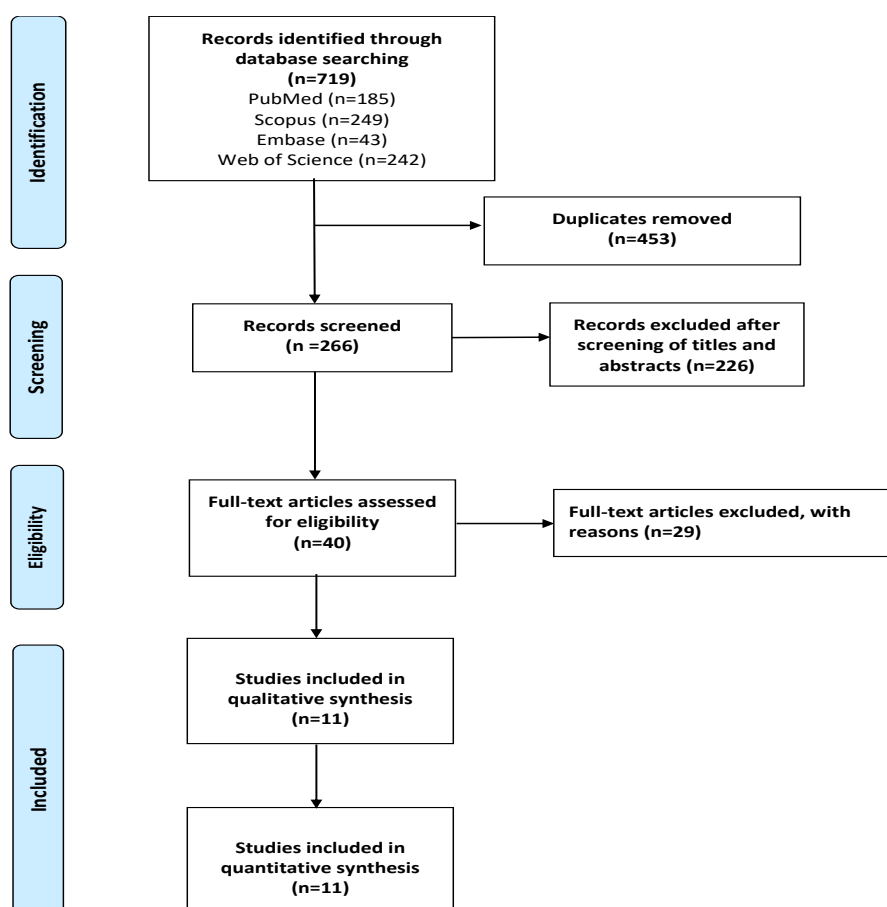 Identification
Records identified through
database searching
(n=719)
PubMed (n=185)
Scopus (n=249)
Embase (n=43)
Web of Science (n=242)
Duplicates removed
(n=453)
Screening
Records screened
(n =266)
Records excluded after
screening of titles and
abstracts (n=226)
Eligibility
Full-text articles assessed
for eligibility
(n=40)
Full-text articles excluded, with
reasons (n=29)
Included
Studies included in
qualitative synthesis
(n=11)
Studies included in
quantitative synthesis
(n=11)